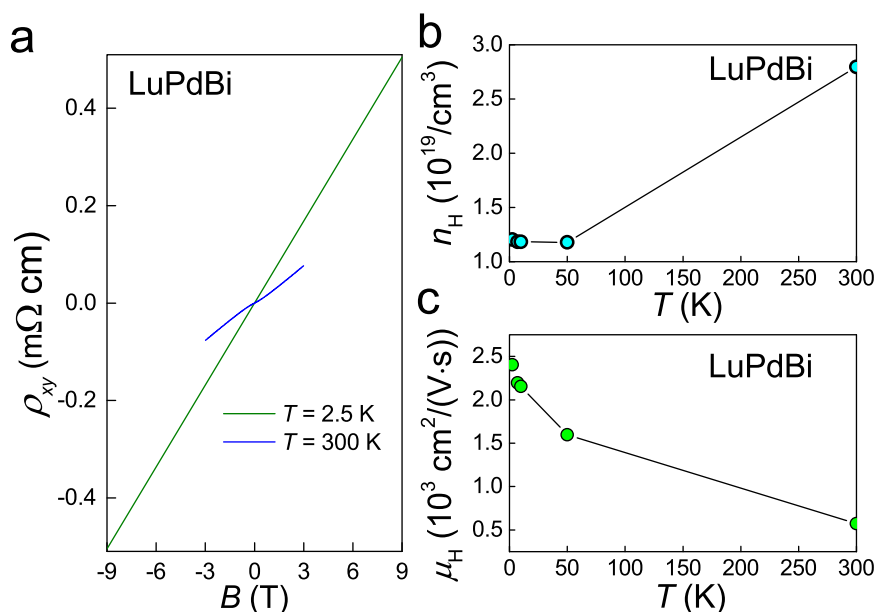 a
LuPdBi
0.4
0.2
0.0
-0.2
-0.4
ρxy (mΩ cm)
T = 2.5 K
T = 300 K
-9 -6 -3 0 3 6 9
B (T)
b
LuPdBi
3.0
2.5
2.0
1.5
1.0
nH (10¹⁹/cm³)
0 50 100 150 200 250 300
T (K)
c
LuPdBi
2.5
2.0
1.5
1.0
0.5
μH (10³ cm²/(V·s))
0 50 100 150 200 250 300
T (K)